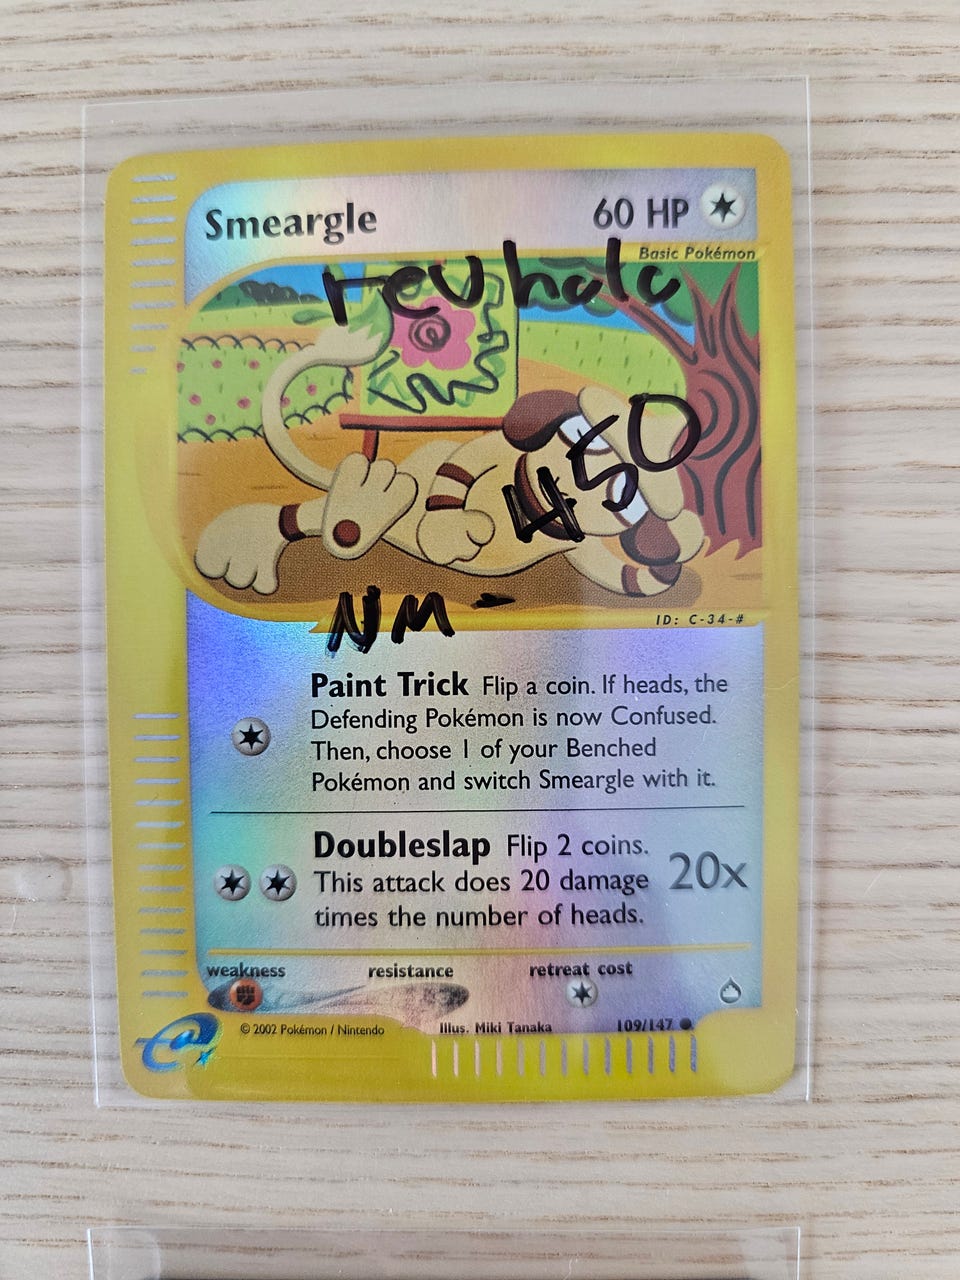 Smeargle 60 HP
Basic Pokémon
rev holo
450
NM -
ID: C-34-#
Paint Trick Flip a coin. If heads, the
Defending Pokémon is now Confused.
Then, choose 1 of your Benched
Pokémon and switch Smeargle with it.
Doubleslap Flip 2 coins.
This attack does 20 damage 20x
times the number of heads.
weakness resistance retreat cost
© 2002 Pokémon / Nintendo Illus. Miki Tanaka 109/147 ●
e